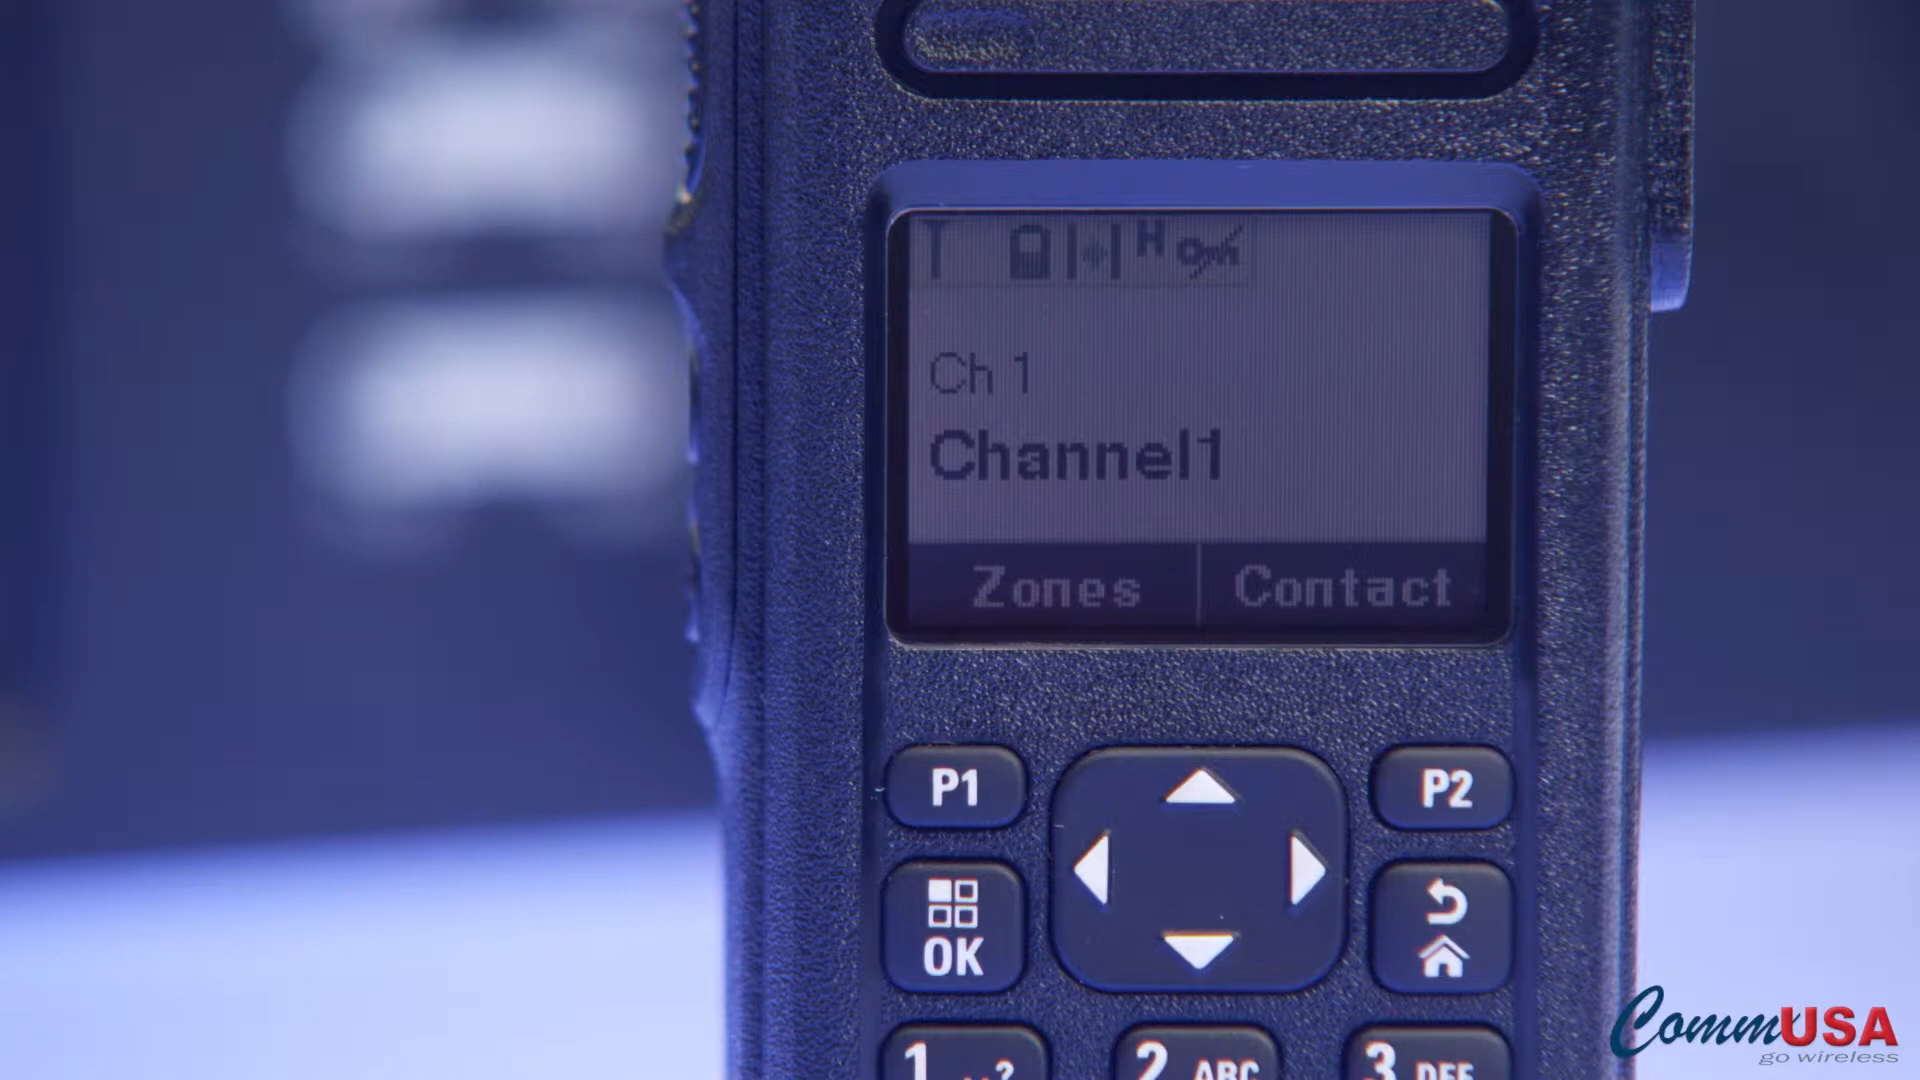 H
Ch 1
Channel1
Zones Contact
P1 P2
OK
1 ..? 2 ABC 3 DEF
CommUSA
go wireless